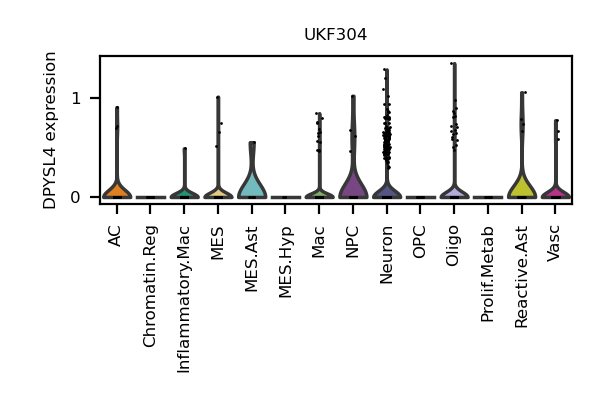 UKF304
DPYSL4 expression
1
0
AC
Chromatin.Reg
Inflammatory.Mac
MES
MES.Ast
MES.Hyp
Mac
NPC
Neuron
OPC
Oligo
Prolif.Metab
Reactive.Ast
Vasc